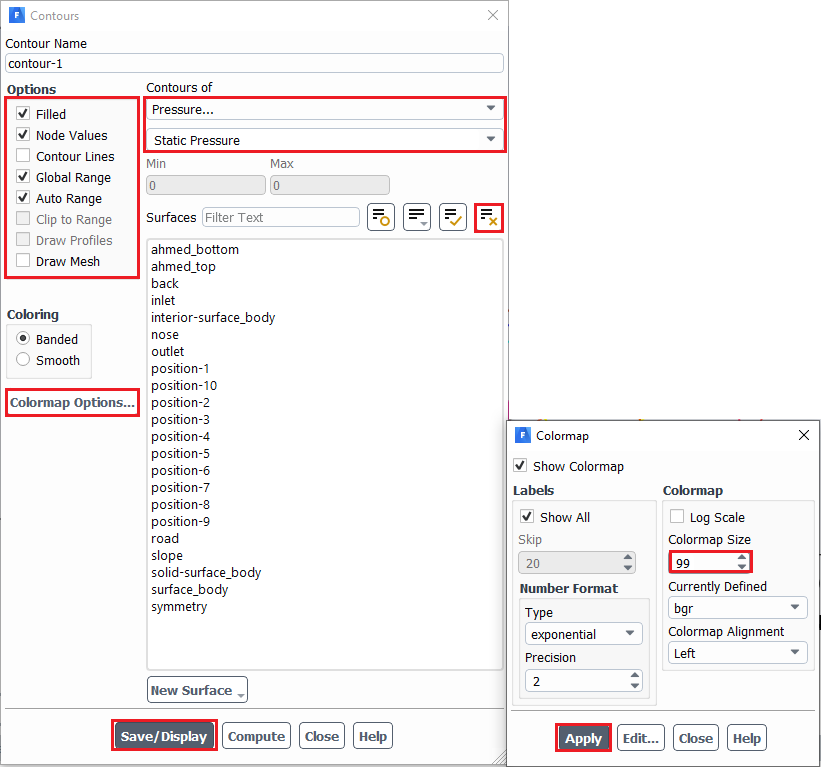 Contours
Contour Name
contour-1
Options
Filled
Node Values
Contour Lines
Global Range
Auto Range
Clip to Range
Draw Profiles
Draw Mesh
Coloring
Banded
Smooth
Colormap Options...
Contours of
Pressure...
Static Pressure
Min Max
0 0
Surfaces Filter Text
ahmed_bottom
ahmed_top
back
inlet
interior-surface_body
nose
outlet
position-1
position-10
position-2
position-3
position-4
position-5
position-6
position-7
position-8
position-9
road
slope
solid-surface_body
surface_body
symmetry
New Surface
Save/Display Compute Close Help
Colormap
Show Colormap
Labels
Show All
Skip
20
Number Format
Type
exponential
Precision
2
Colormap
Log Scale
Colormap Size
99
Currently Defined
bgr
Colormap Alignment
Left
Apply Edit... Close Help